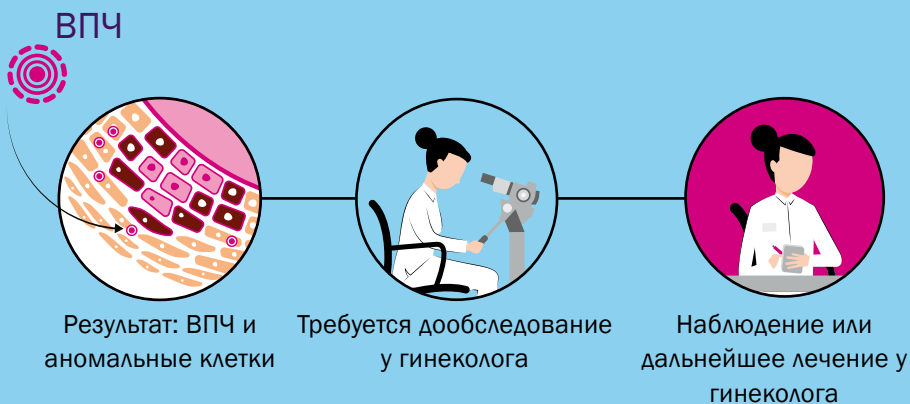 ВПЧ
Результат: ВПЧ и
аномальные клетки
Требуется дообследование
у гинеколога
Наблюдение или
дальнейшее лечение у
гинеколога